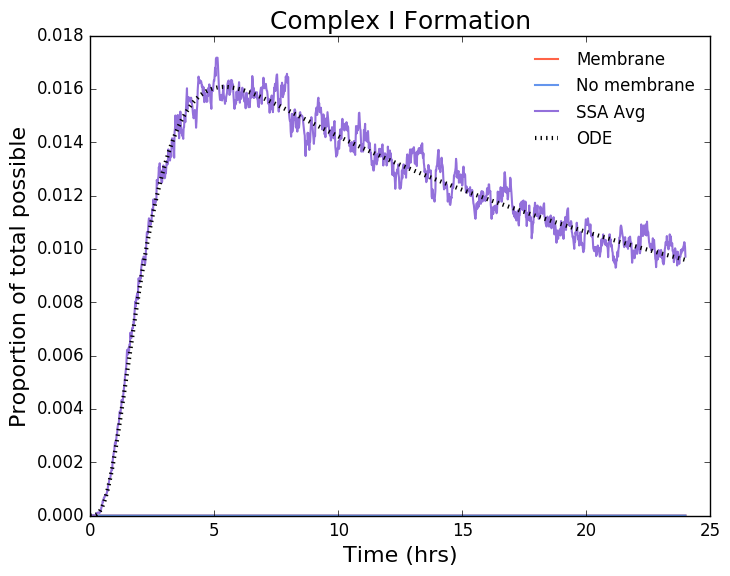 Complex I Formation
Proportion of total possible
0.018
0.016
0.014
0.012
0.010
0.008
0.006
0.004
0.002
0.000
Membrane
No membrane
SSA Avg
ODE
0 5 10 15 20 25
Time (hrs)